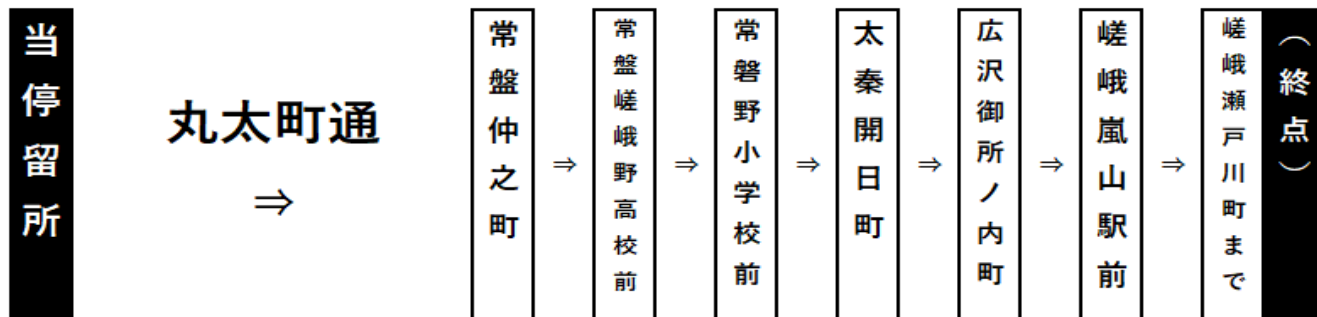 当停留所
丸太町通
⇒
常盤仲之町
⇒
常盤嵯峨野高校前
⇒
常磐野小学校前
⇒
太秦開日町
⇒
広沢御所ノ内町
⇒
嵯峨嵐山駅前
⇒
嵯峨瀬戸川町まで
（終点）